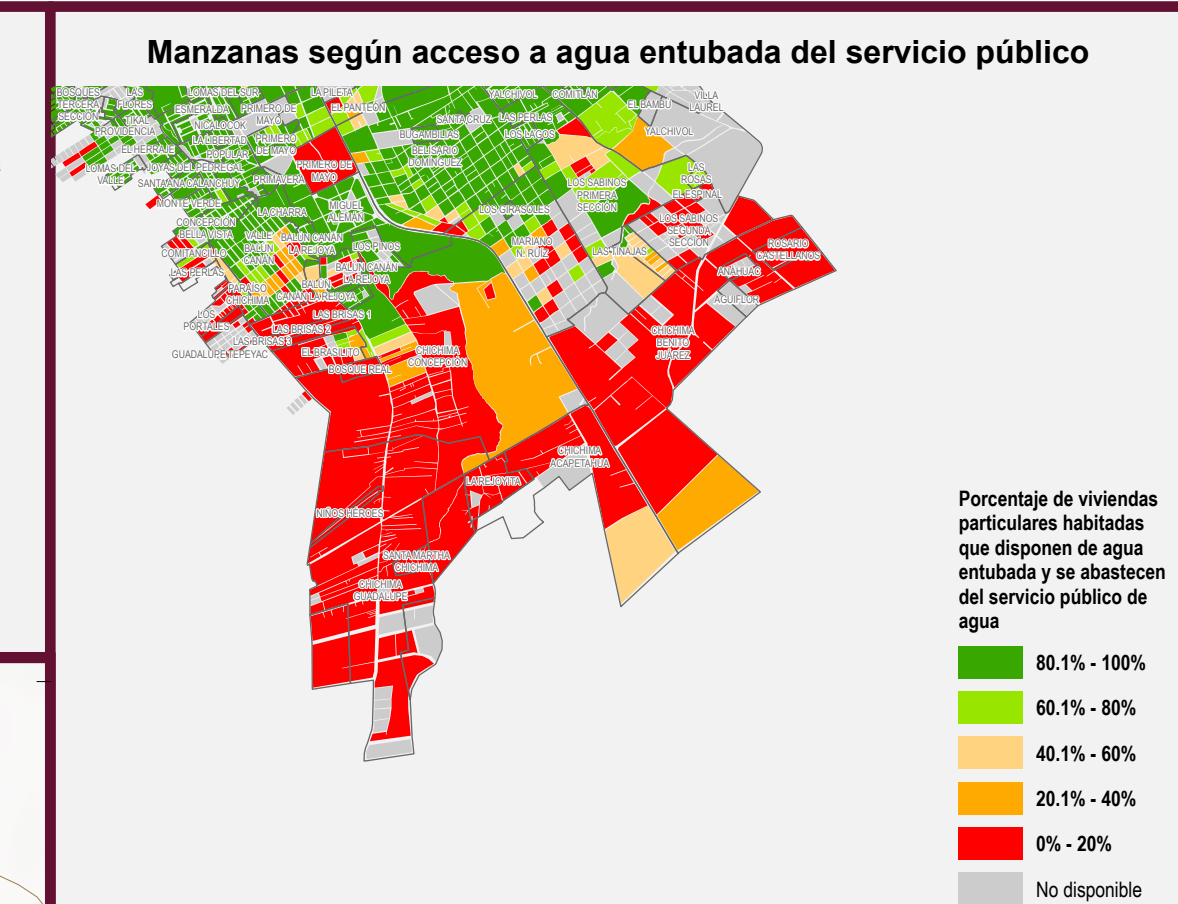 Manzanas según acceso a agua entubada del servicio público
BOSQUES
TERCERA
SECCIÓN
LAS
FLORES
TIKAL
PROVIDENCIA
LOMAS DEL SUR
ESMERALDA
NICALOCOK
LA LIBERTAD
POPULAR
PRIMERO DE
MAYO
PRIMERO
DE MAYO
LA PILETA
EL PANTEÓN
EL HERRAJE
LOMAS DEL
VALLE
JOYAS DEL PEDREGAL
SANTA ANA CALANCHUY
PRIMAVERA
PRIMERO DE
MAYO
BUGAMBILIAS
BELISARIO
DOMÍNGUEZ
SANTA CRUZ
YALCHIVOL
LAS PERLAS
LOS LAGOS
COMITLÁN
EL BAMBÚ
VILLA
LAUREL
YALCHIVOL
MONTE VERDE
CONCEPCIÓN
BELLA VISTA
LA CHARRA
MIGUEL
ALEMÁN
LOS GIRASOLES
LOS SABINOS
PRIMERA
SECCIÓN
LAS
ROSAS
EL ESPINAL
LOS SABINOS
SEGUNDA
SECCIÓN
COMITANCILLO
VALLE
BALÚN
CANÁN
BALÚN CANÁN
LA REJOYA
LOS PINOS
MARIANO
N. RUÍZ
LAS TINAJAS
ROSARIO
CASTELLANOS
LAS PERLAS
PARAÍSO
CHICHIMA
BALÚN
CANÁN LA REJOYA
BALÚN CANÁN
LA REJOYA
ANÁHUAC
AGUIFLOR
LOS
PORTALES
LAS BRISAS 1
LAS BRISAS 2
LAS BRISAS 3
GUADALUPE TEPEYAC
EL BRASILITO
BOSQUE REAL
CHICHIMA
CONCEPCIÓN
CHICHIMA
BENITO
JUÁREZ
CHICHIMA
ACAPETAHUA
LA REJOYITA
NIÑOS HÉROES
SANTA MARTHA
CHICHIMA
CHICHIMA
GUADALUPE
Porcentaje de viviendas
particulares habitadas
que disponen de agua
entubada y se abastecen
del servicio público de
agua
80.1% - 100%
60.1% - 80%
40.1% - 60%
20.1% - 40%
0% - 20%
No disponible